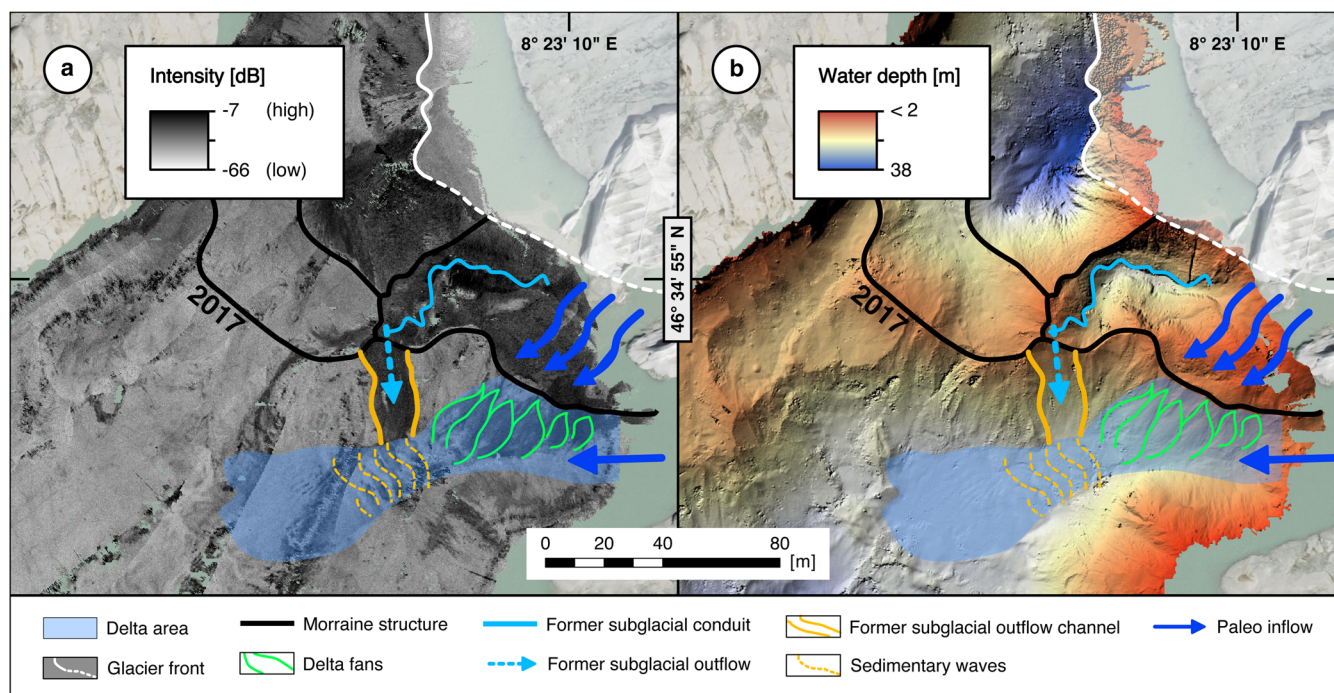 a
Intensity [dB]
-7 (high)
-66 (low)
8° 23' 10" E
2017
46° 34' 55" N
b
Water depth [m]
< 2
38
8° 23' 10" E
2017
0 20 40 80 [m]
Delta area
Morraine structure
Former subglacial conduit
Former subglacial outflow channel
Paleo inflow
Glacier front
Delta fans
Former subglacial outflow
Sedimentary waves